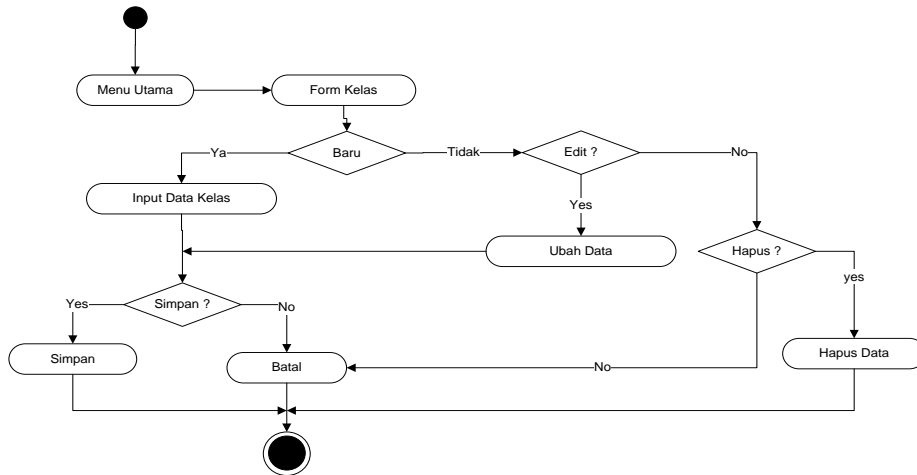 Menu Utama
Form Kelas
Baru
Ya
Tidak
Edit ?
No
Input Data Kelas
Yes
Ubah Data
Hapus ?
yes
Simpan ?
Yes
No
Simpan
Batal
No
Hapus Data